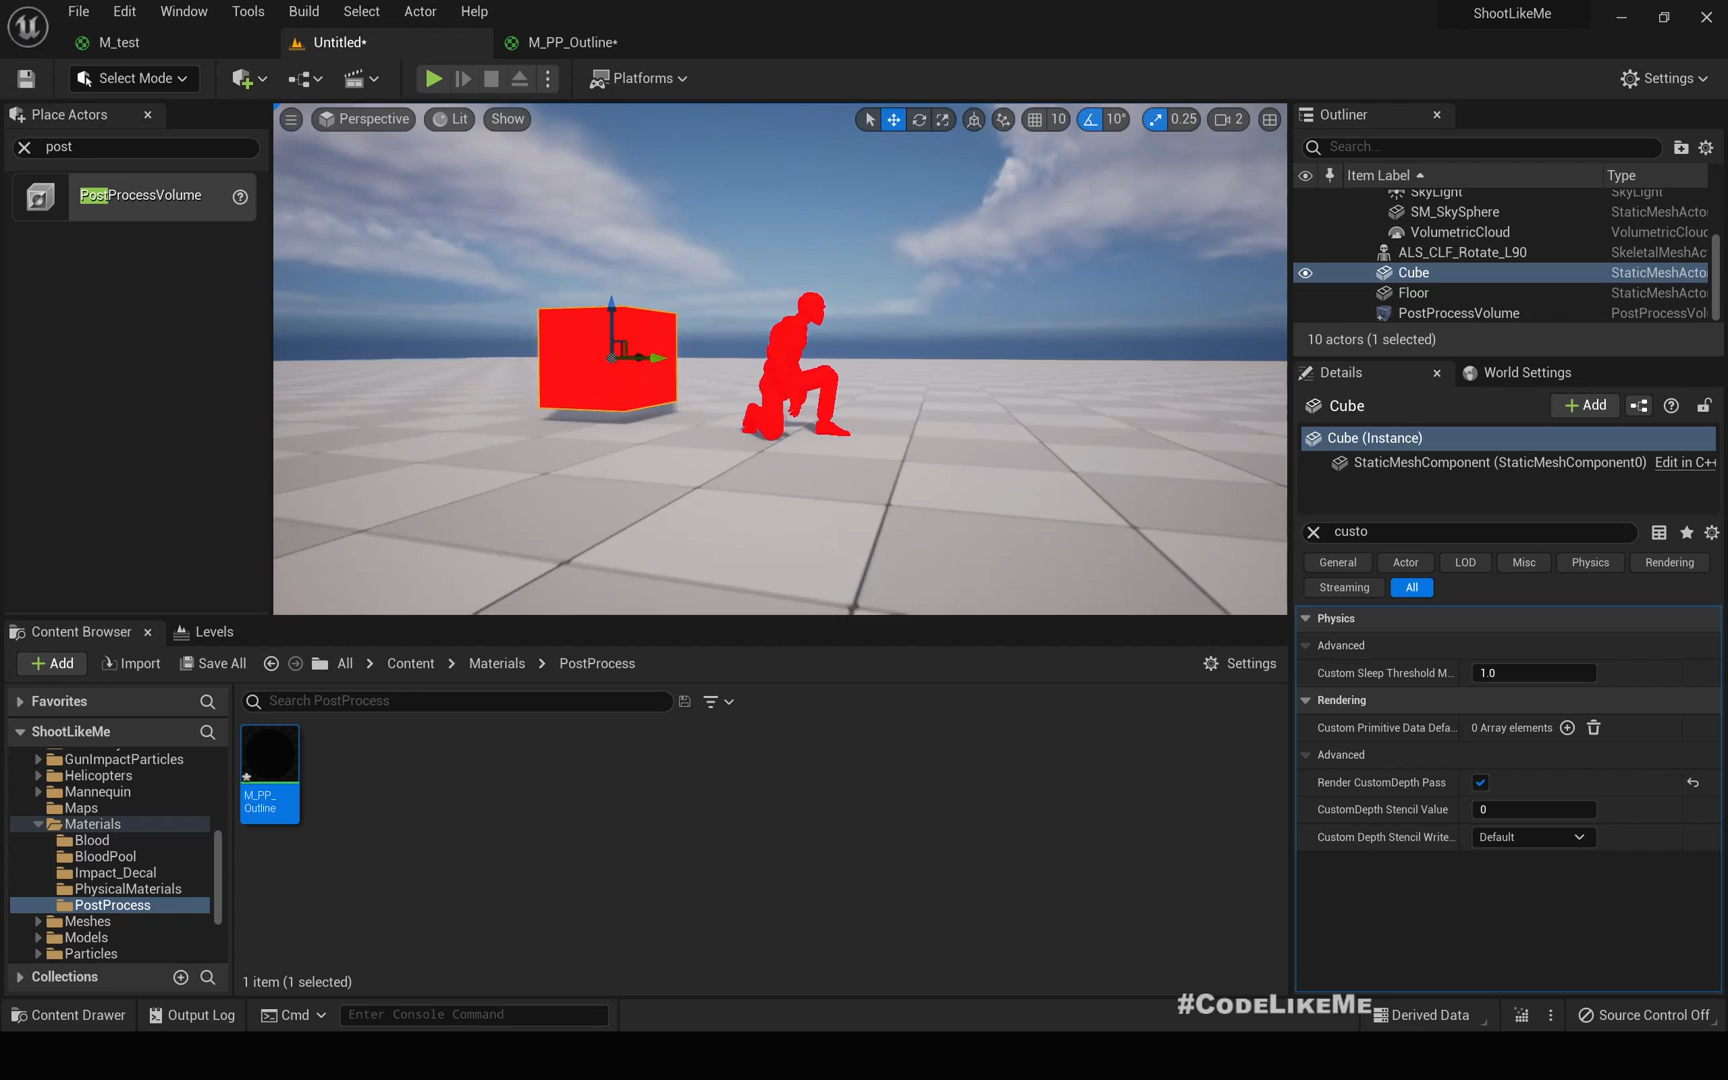 File Edit Window Tools Build Select Actor Help ShootLikeMe
M_test Untitled* M_PP_Outline*
Select Mode Platforms Settings
Place Actors
post
PostProcessVolume
Perspective Lit Show 10 10° 0.25 2
Outliner
Search...
Item Label Type
SkyLight SkyLight
SM_SkySphere StaticMeshActo
VolumetricCloud VolumetricClouc
ALS_CLF_Rotate_L90 SkeletalMeshAc
Cube StaticMeshActo
Floor StaticMeshActo
PostProcessVolume PostProcessVol
10 actors (1 selected)
Details World Settings
Cube Add
Cube (Instance)
StaticMeshComponent (StaticMeshComponent0) Edit in C++
custo
General Actor LOD Misc Physics Rendering
Streaming All
Physics
Advanced
Custom Sleep Threshold M... 1.0
Rendering
Custom Primitive Data Defa... 0 Array elements
Advanced
Render CustomDepth Pass
CustomDepth Stencil Value 0
Custom Depth Stencil Write... Default
Content Browser Levels
Add Import Save All All > Content > Materials > PostProcess Settings
Favorites
Search PostProcess
ShootLikeMe
GunImpactParticles
Helicopters
Mannequin
Maps
Materials
Blood
BloodPool
Impact_Decal
PhysicalMaterials
PostProcess
Meshes
Models
Particles
M_PP_
Outline
Collections
1 item (1 selected)
#CodeLikeMe
Content Drawer Output Log Cmd Enter Console Command Derived Data Source Control Off